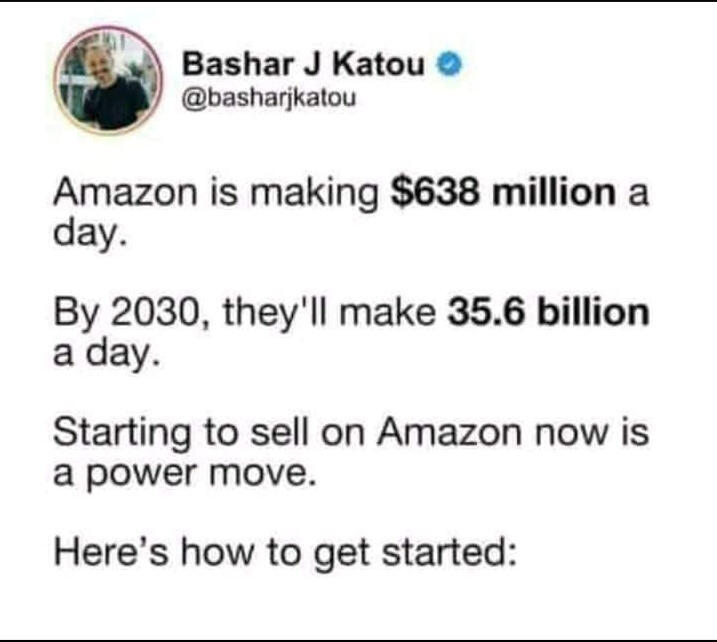 Bashar J Katou
@basharjkatou
Amazon is making $638 million a
day.
By 2030, they'll make 35.6 billion
a day.
Starting to sell on Amazon now is
a power move.
Here’s how to get started: